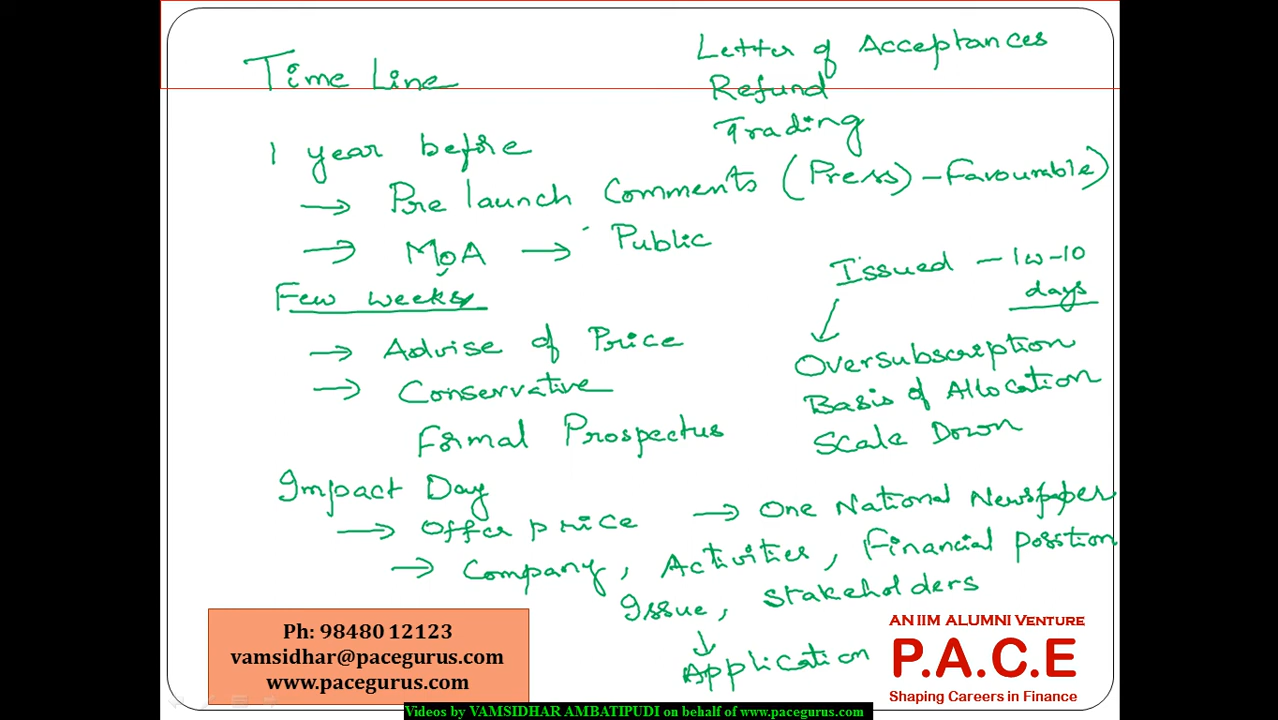 Time Line
1 year before
→ Pre launch Comments (Press) - Favourable)
→ MoA → Public
Few weeks
→ Advise of Price
→ Conservative
Formal Prospectus
Impact Day
→ Offer price → One National Newspaper
→ Company, Activities, Financial Position
Issue, Stakeholders
↓
Application
Issued - 1w-10
days
Oversubscription
Basis of Allocation
Scale Down
Letter of Acceptances
Refund
Trading
Ph: 98480 12123
vamsidhar@pacegurus.com
www.pacegurus.com
AN IIM ALUMNI VENTURE
P.A.C.E
Shaping Careers in Finance
Videos by VAMSIDHAR AMBATIPUDI on behalf of www.pacegurus.com